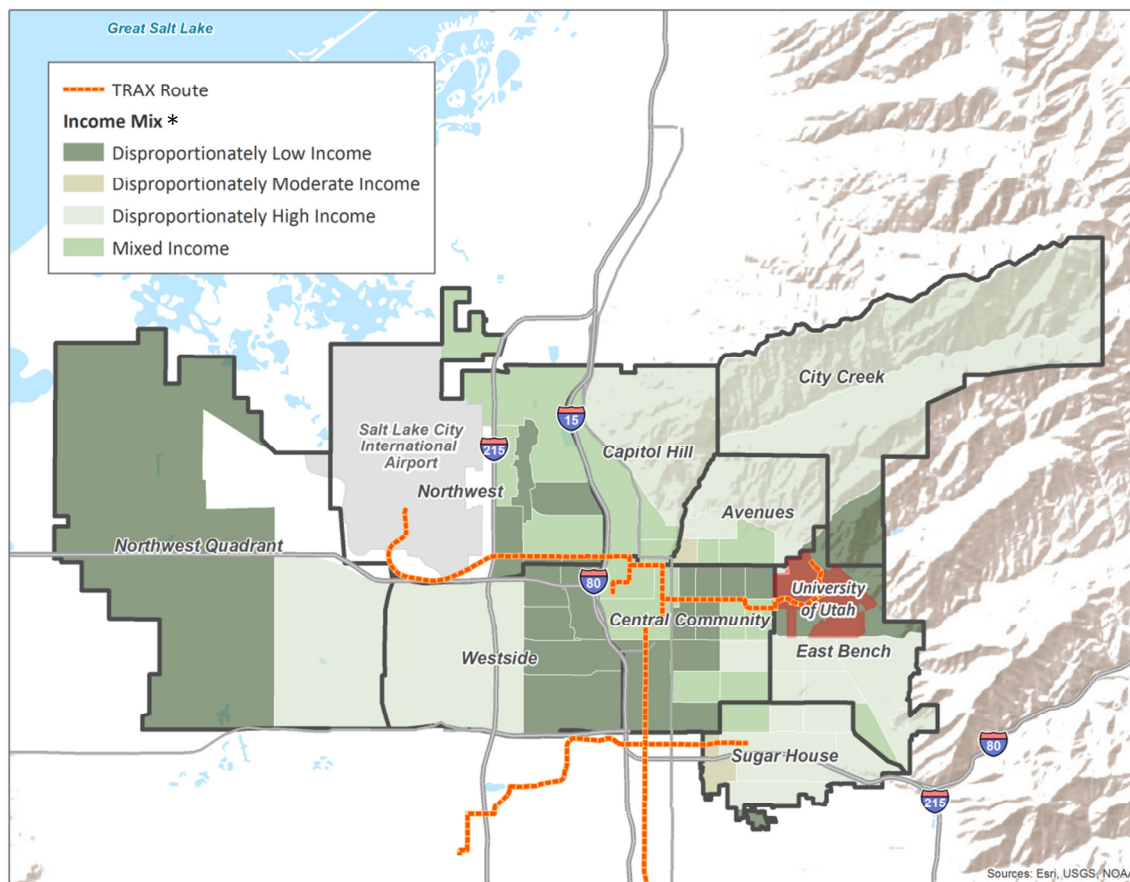 Great Salt Lake
TRAX Route
Income Mix *
Disproportionately Low Income
Disproportionately Moderate Income
Disproportionately High Income
Mixed Income
City Creek
Salt Lake City
International
Airport
15
215
Capitol Hill
Northwest
Avenues
Northwest Quadrant
80
University
of Utah
Central Community
Westside
East Bench
Sugar House
80
215
Sources: Esri, USGS, NOAA